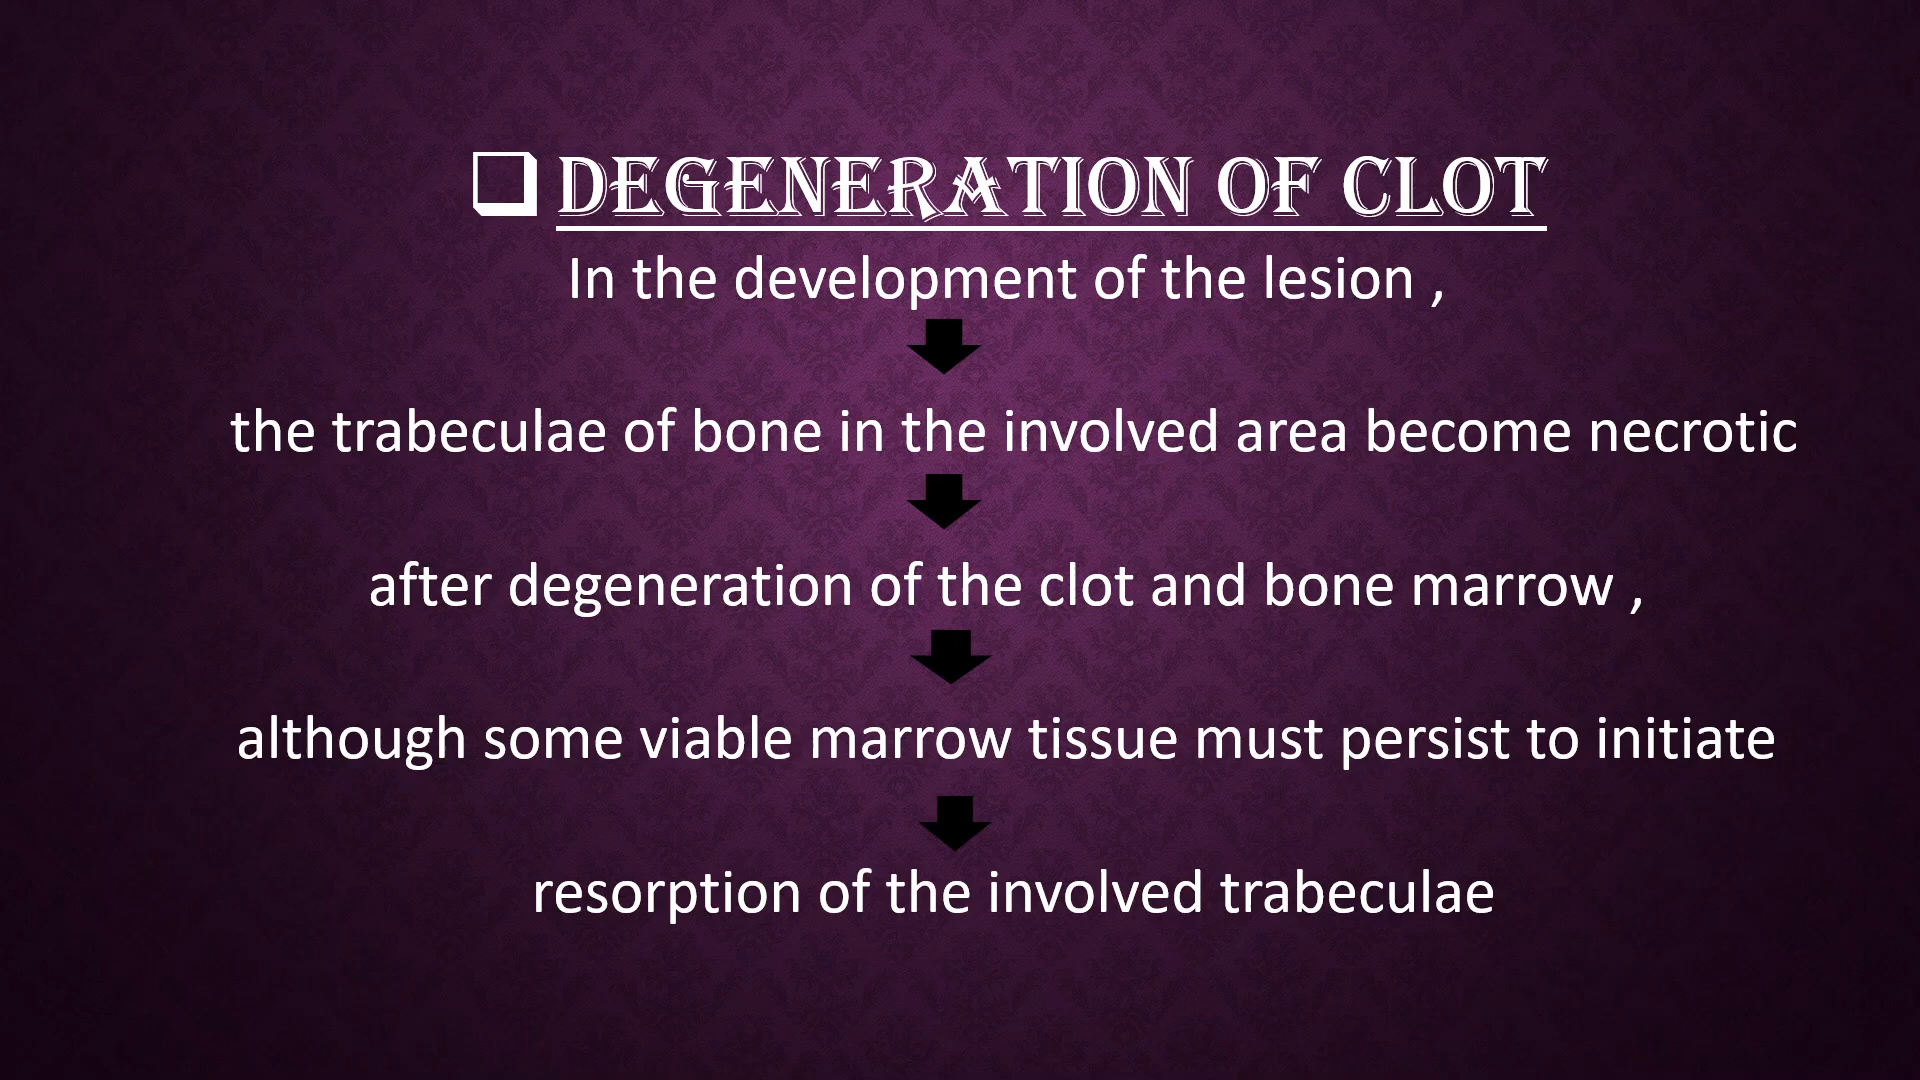 ❑ DEGENERATION OF CLOT
In the development of the lesion ,
the trabeculae of bone in the involved area become necrotic
after degeneration of the clot and bone marrow ,
although some viable marrow tissue must persist to initiate
resorption of the involved trabeculae